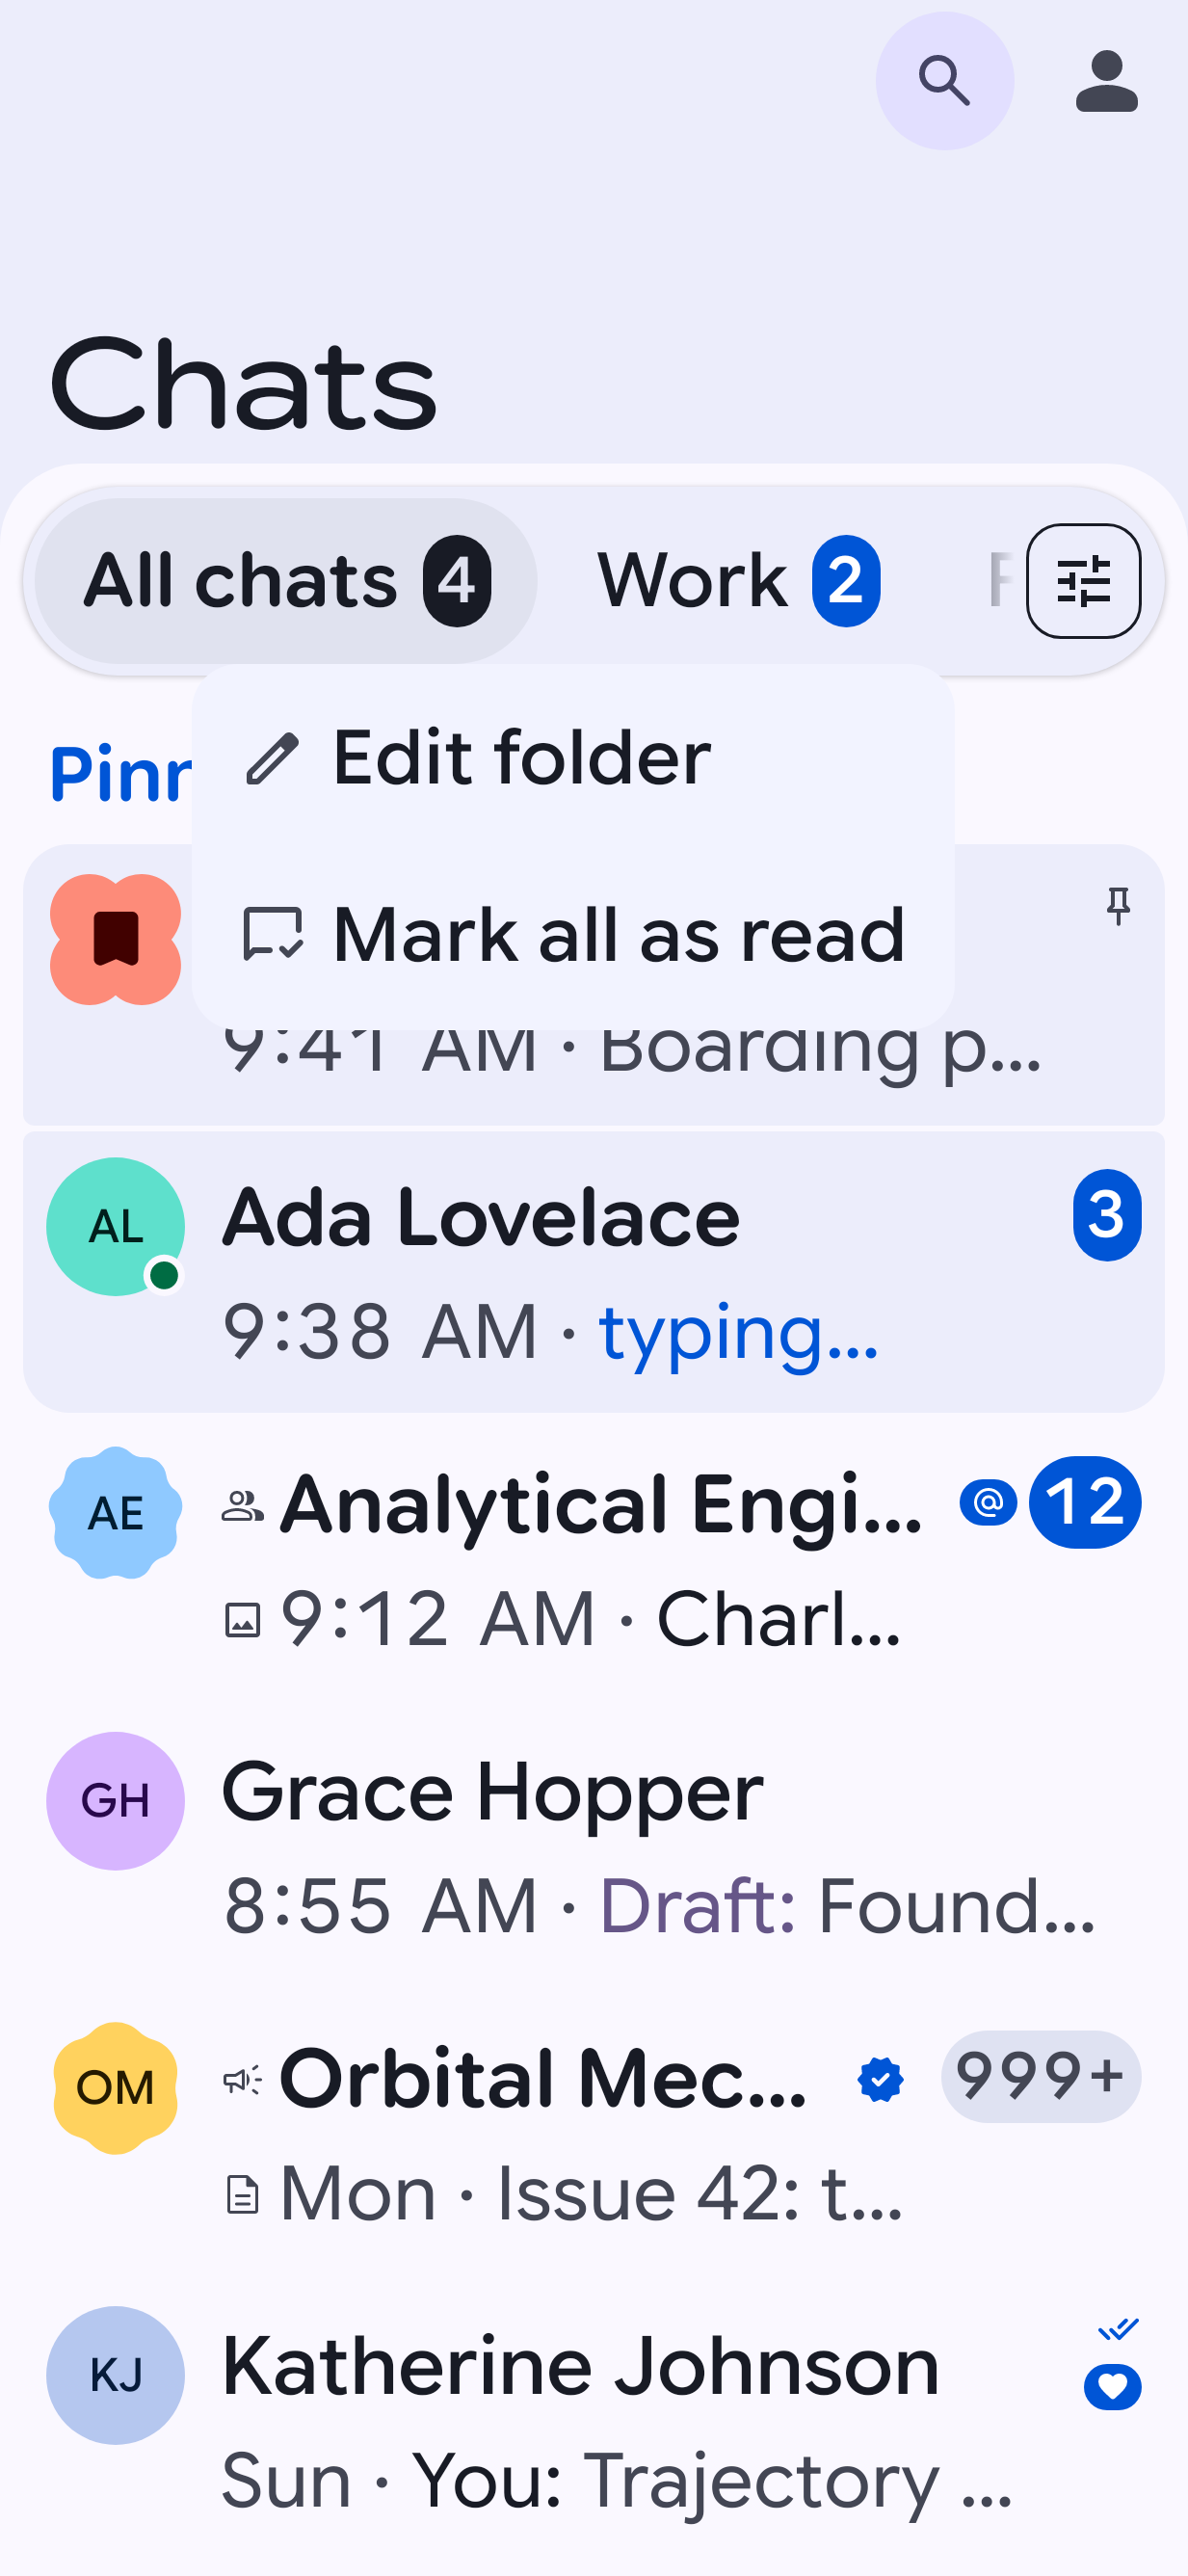 Chats
All chats 4 Work 2
Edit folder
Mark all as read
9:41 AM · Boarding p...
AL Ada Lovelace 3
9:38 AM · typing...
AE Analytical Engi... 12
9:12 AM · Charl...
GH Grace Hopper
8:55 AM · Draft: Found...
OM Orbital Mec... 999+
Mon · Issue 42: t...
KJ Katherine Johnson
Sun · You: Trajectory ...